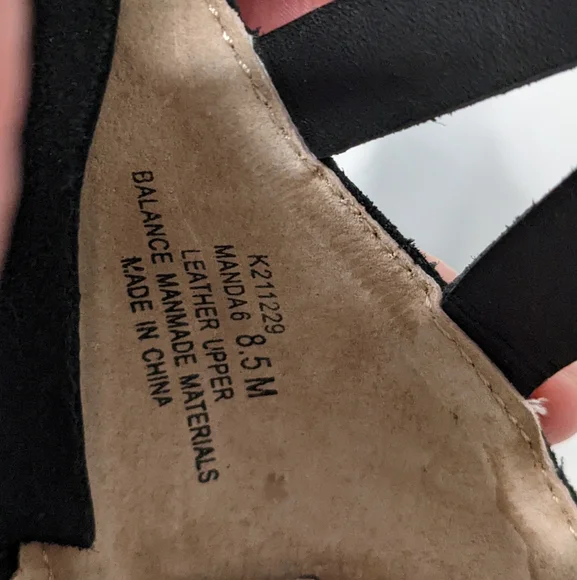 K211229
MANDA6 8.5 M
LEATHER UPPER
BALANCE MANMADE MATERIALS
MADE IN CHINA